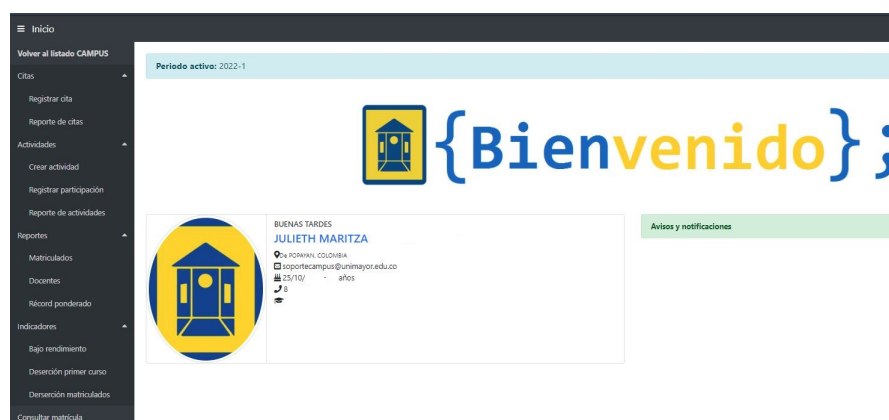 Inicio
Volver al listado CAMPUS
Citas
Registrar cita
Reporte de citas
Actividades
Crear actividad
Registrar participación
Reporte de actividades
Reportes
Matriculados
Docentes
Récord ponderado
Indicadores
Bajo rendimiento
Deserción primer curso
Derserción matriculados
Consultar matrícula
Periodo activo: 2022-1
{Bienvenido};
BUENAS TARDES
JULIETH MARITZA
De POPAYAN, COLOMBIA
soportecampus@unimayor.edu.co
25/10/ - años
8
Avisos y notificaciones